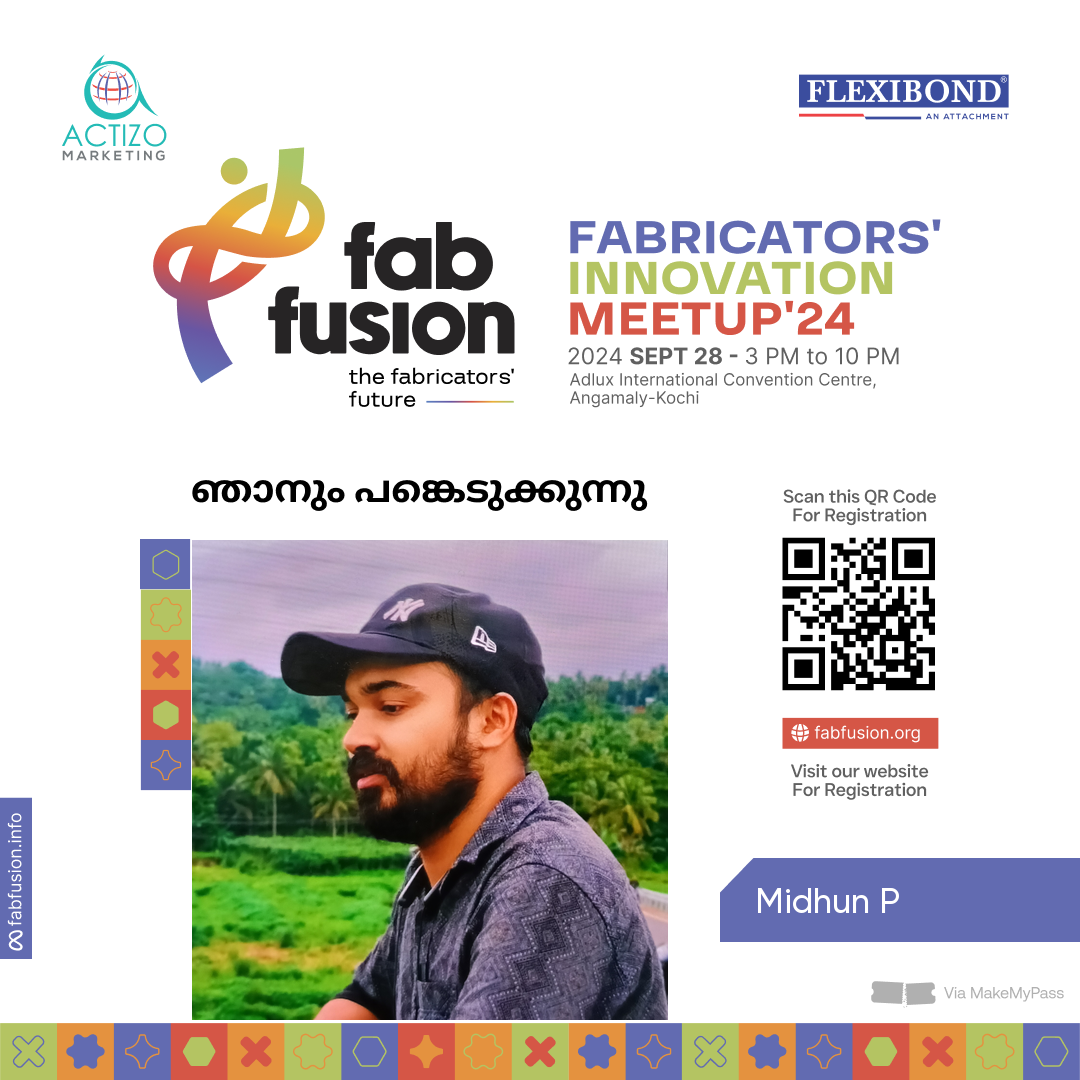 ACTIZO
MARKETING
FLEXIBOND®
AN ATTACHMENT
fab
fusion
the fabricators'
future
FABRICATORS'
INNOVATION
MEETUP'24
2024 SEPT 28 - 3 PM to 10 PM
Adlux International Convention Centre,
Angamaly-Kochi
ഞാനും പങ്കെടുക്കുന്നു
Scan this QR Code
For Registration
NY
fabfusion.org
Visit our website
For Registration
fabfusion.info
Midhun P
Via MakeMyPass